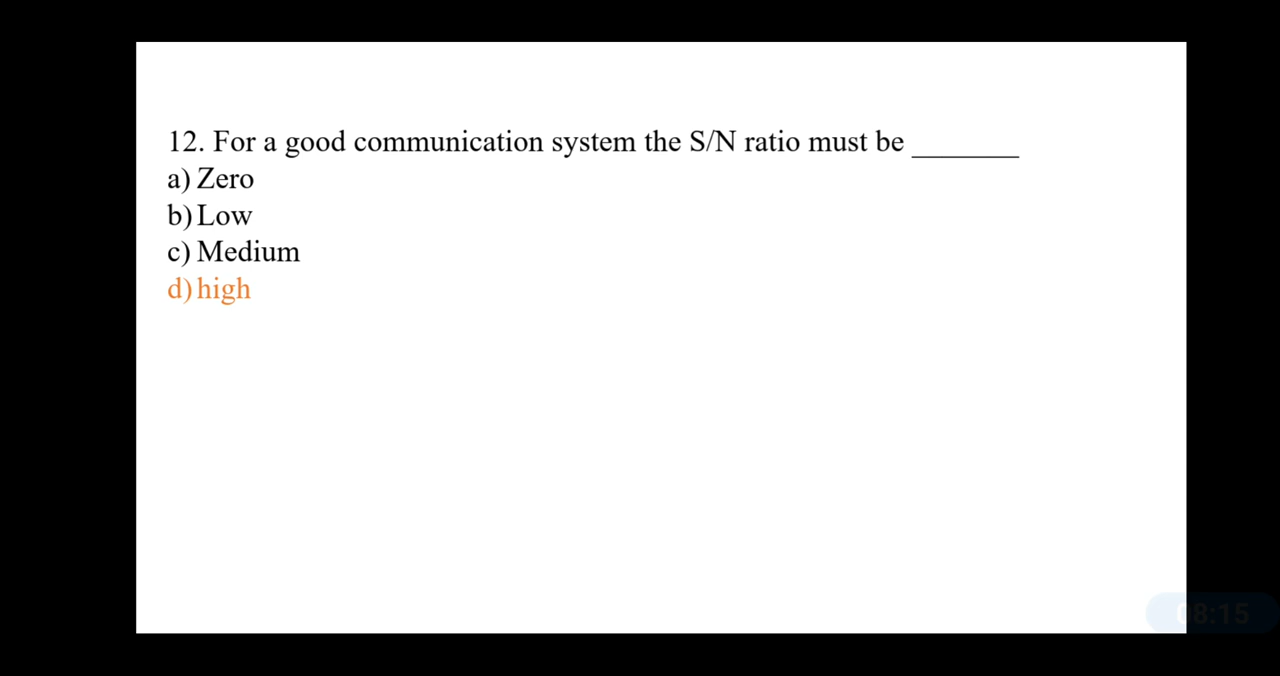 12. For a good communication system the S/N ratio must be _______
a) Zero
b) Low
c) Medium
d) high
08:15